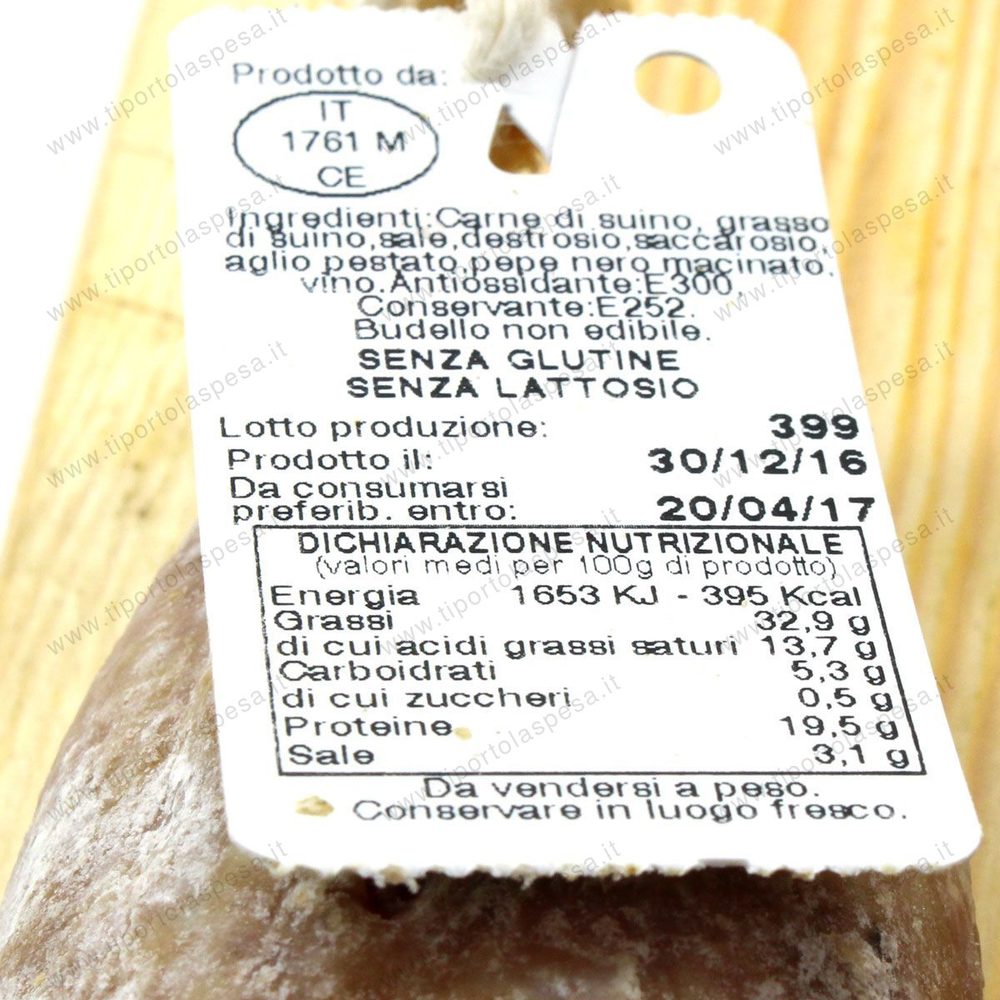 Prodotto da:
IT
1761 M
CE
Ingredienti:Carne di suino, grasso
di suino,sale,destrosio,saccarosio,
aglio pestato,pepe nero macinato.
vino.Antiossidante:E300,
Conservante:E252.
Budello non edibile.
SENZA GLUTINE
SENZA LATTOSIO
Lotto produzione: 399
Prodotto il: 30/12/16
Da consumarsi
preferib. entro: 20/04/17
DICHIARAZIONE NUTRIZIONALE
(valori medi per 100g di prodotto)
Energia 1653 KJ - 395 Kcal
Grassi 32,9 g
di cui acidi grassi saturi 13,7 g
Carboidrati 5,3 g
di cui zuccheri 0,5 g
Proteine 19,5 g
Sale 3,1 g
Da vendersi a peso.
Conservare in luogo fresco.
www.tiportolaspesa.it